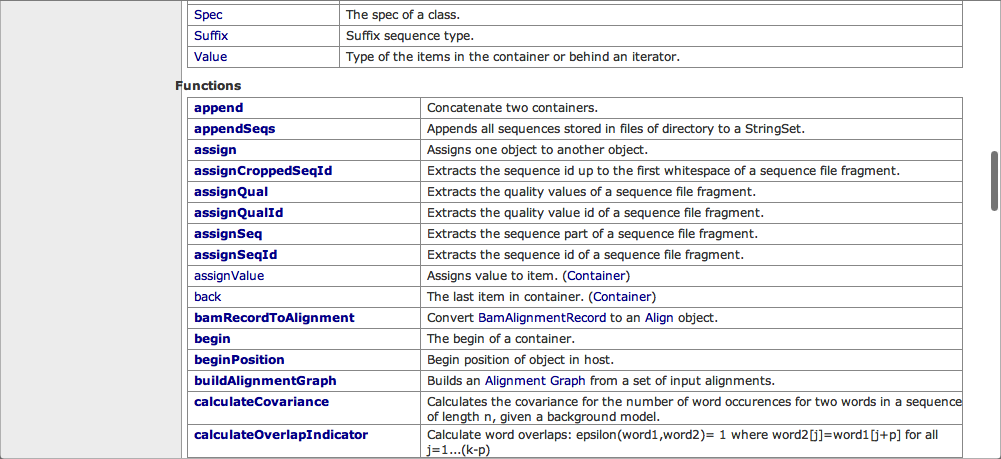 Spec The spec of a class.
Suffix Suffix sequence type.
Value Type of the items in the container or behind an iterator.
Functions
append Concatenate two containers.
appendSeqs Appends all sequences stored in files of directory to a StringSet.
assign Assigns one object to another object.
assignCroppedSeqId Extracts the sequence id up to the first whitespace of a sequence file fragment.
assignQual Extracts the quality values of a sequence file fragment.
assignQualId Extracts the quality value id of a sequence file fragment.
assignSeq Extracts the sequence part of a sequence file fragment.
assignSeqId Extracts the sequence id of a sequence file fragment.
assignValue Assigns value to item. (Container)
back The last item in container. (Container)
bamRecordToAlignment Convert BamAlignmentRecord to an Align object.
begin The begin of a container.
beginPosition Begin position of object in host.
buildAlignmentGraph Builds an Alignment Graph from a set of input alignments.
calculateCovariance Calculates the covariance for the number of word occurences for two words in a sequence
of length n, given a background model.
calculateOverlapIndicator Calculate word overlaps: epsilon(word1,word2)= 1 where word2[j]=word1[j+p] for all
j=1...(k-p)